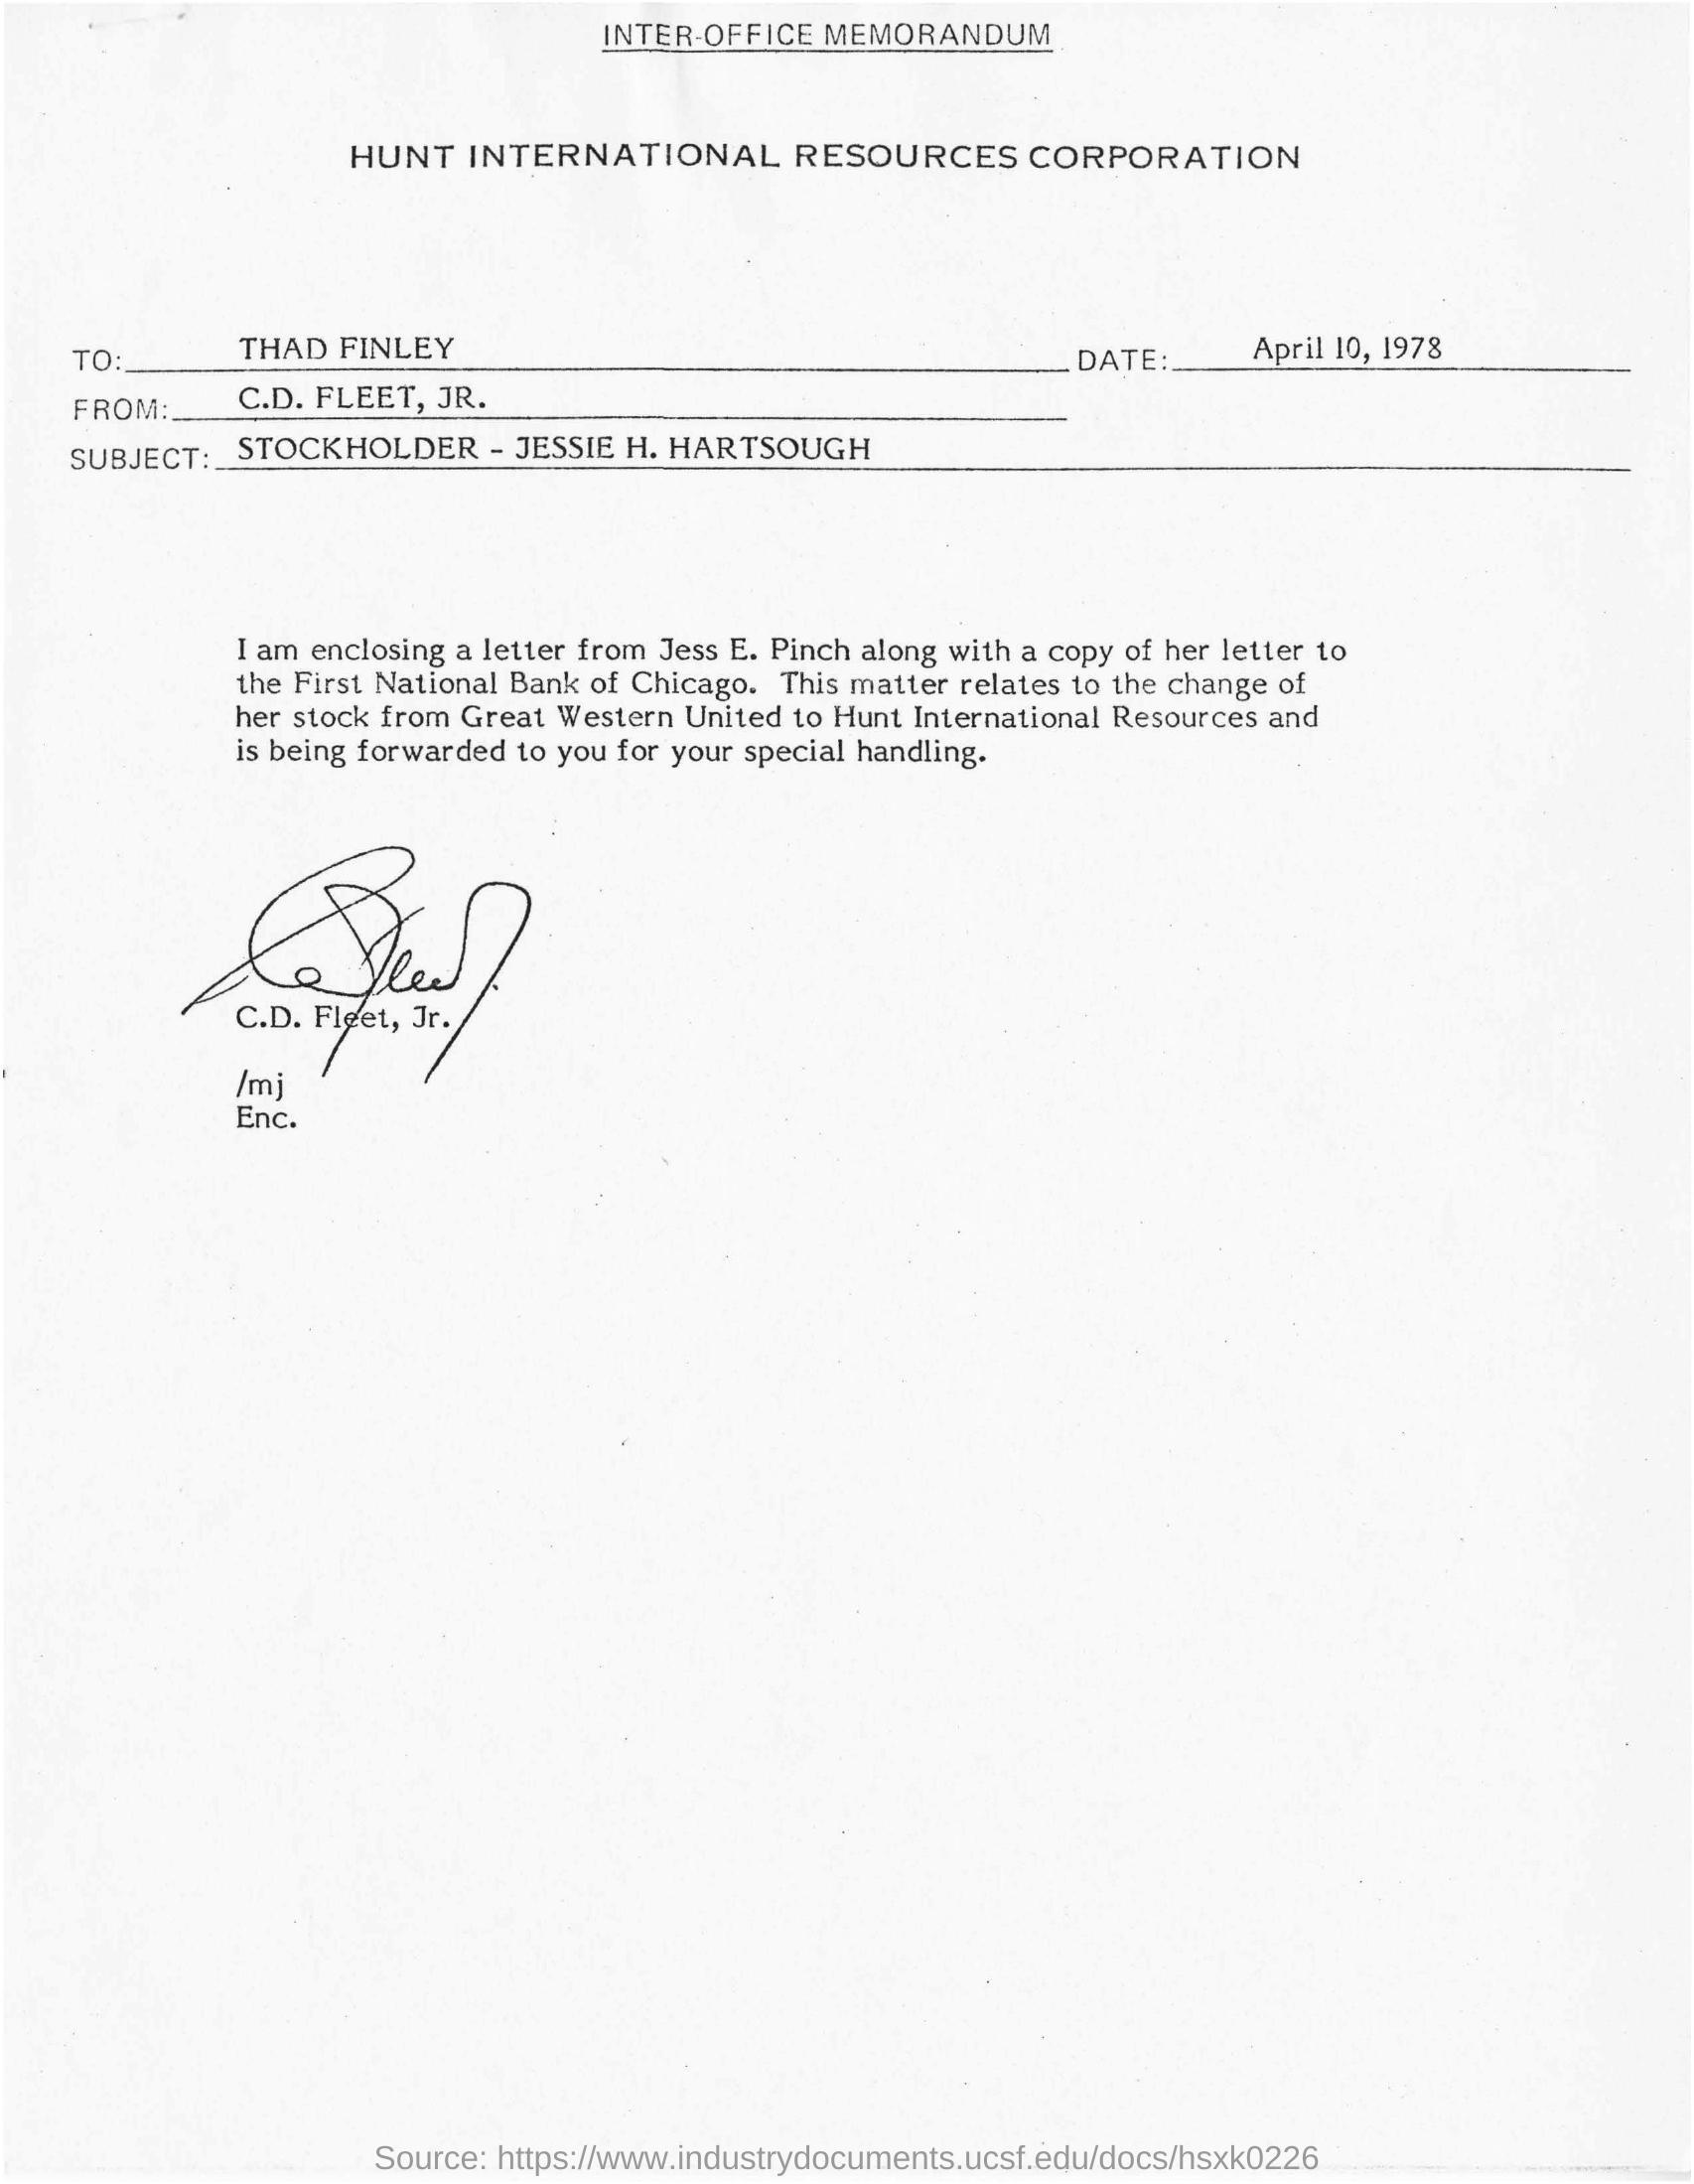 INTER-OFFICE MEMORANDUM
HUNT INTERNATIONAL RESOURCES CORPORATION
TO: THAD FINLEY DATE: April 10, 1978
FROM: C.D. FLEET, JR.
SUBJECT: STOCKHOLDER - JESSIE H. HARTSOUGH
I am enclosing a letter from Jess E. Pinch along with a copy of her letter to
the First National Bank of Chicago. This matter relates to the change of
her stock from Great Western United to Hunt International Resources and
is being forwarded to you for your special handling.
C.D. Fleet, Jr.
/mj
Enc.
Source: https://www.industrydocuments.ucsf.edu/docs/hsxk0226